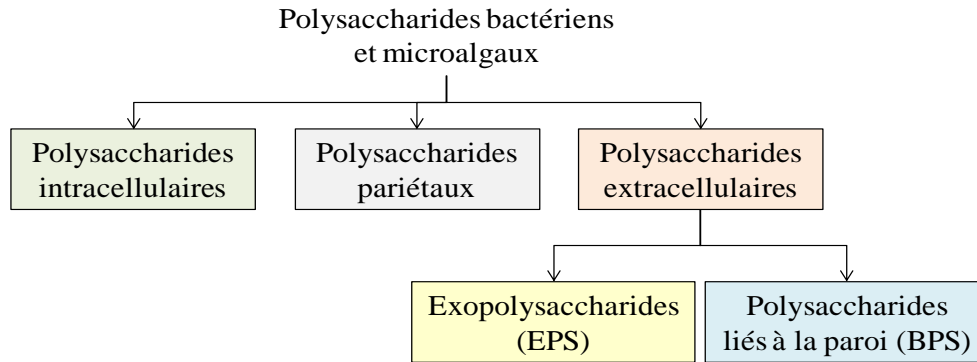 Polysaccharides bactériens
et microalgaux
Polysaccharides
intracellulaires
Polysaccharides
pariétaux
Polysaccharides
extracellulaires
Exopolysaccharides
(EPS)
Polysaccharides
liés à la paroi (BPS)